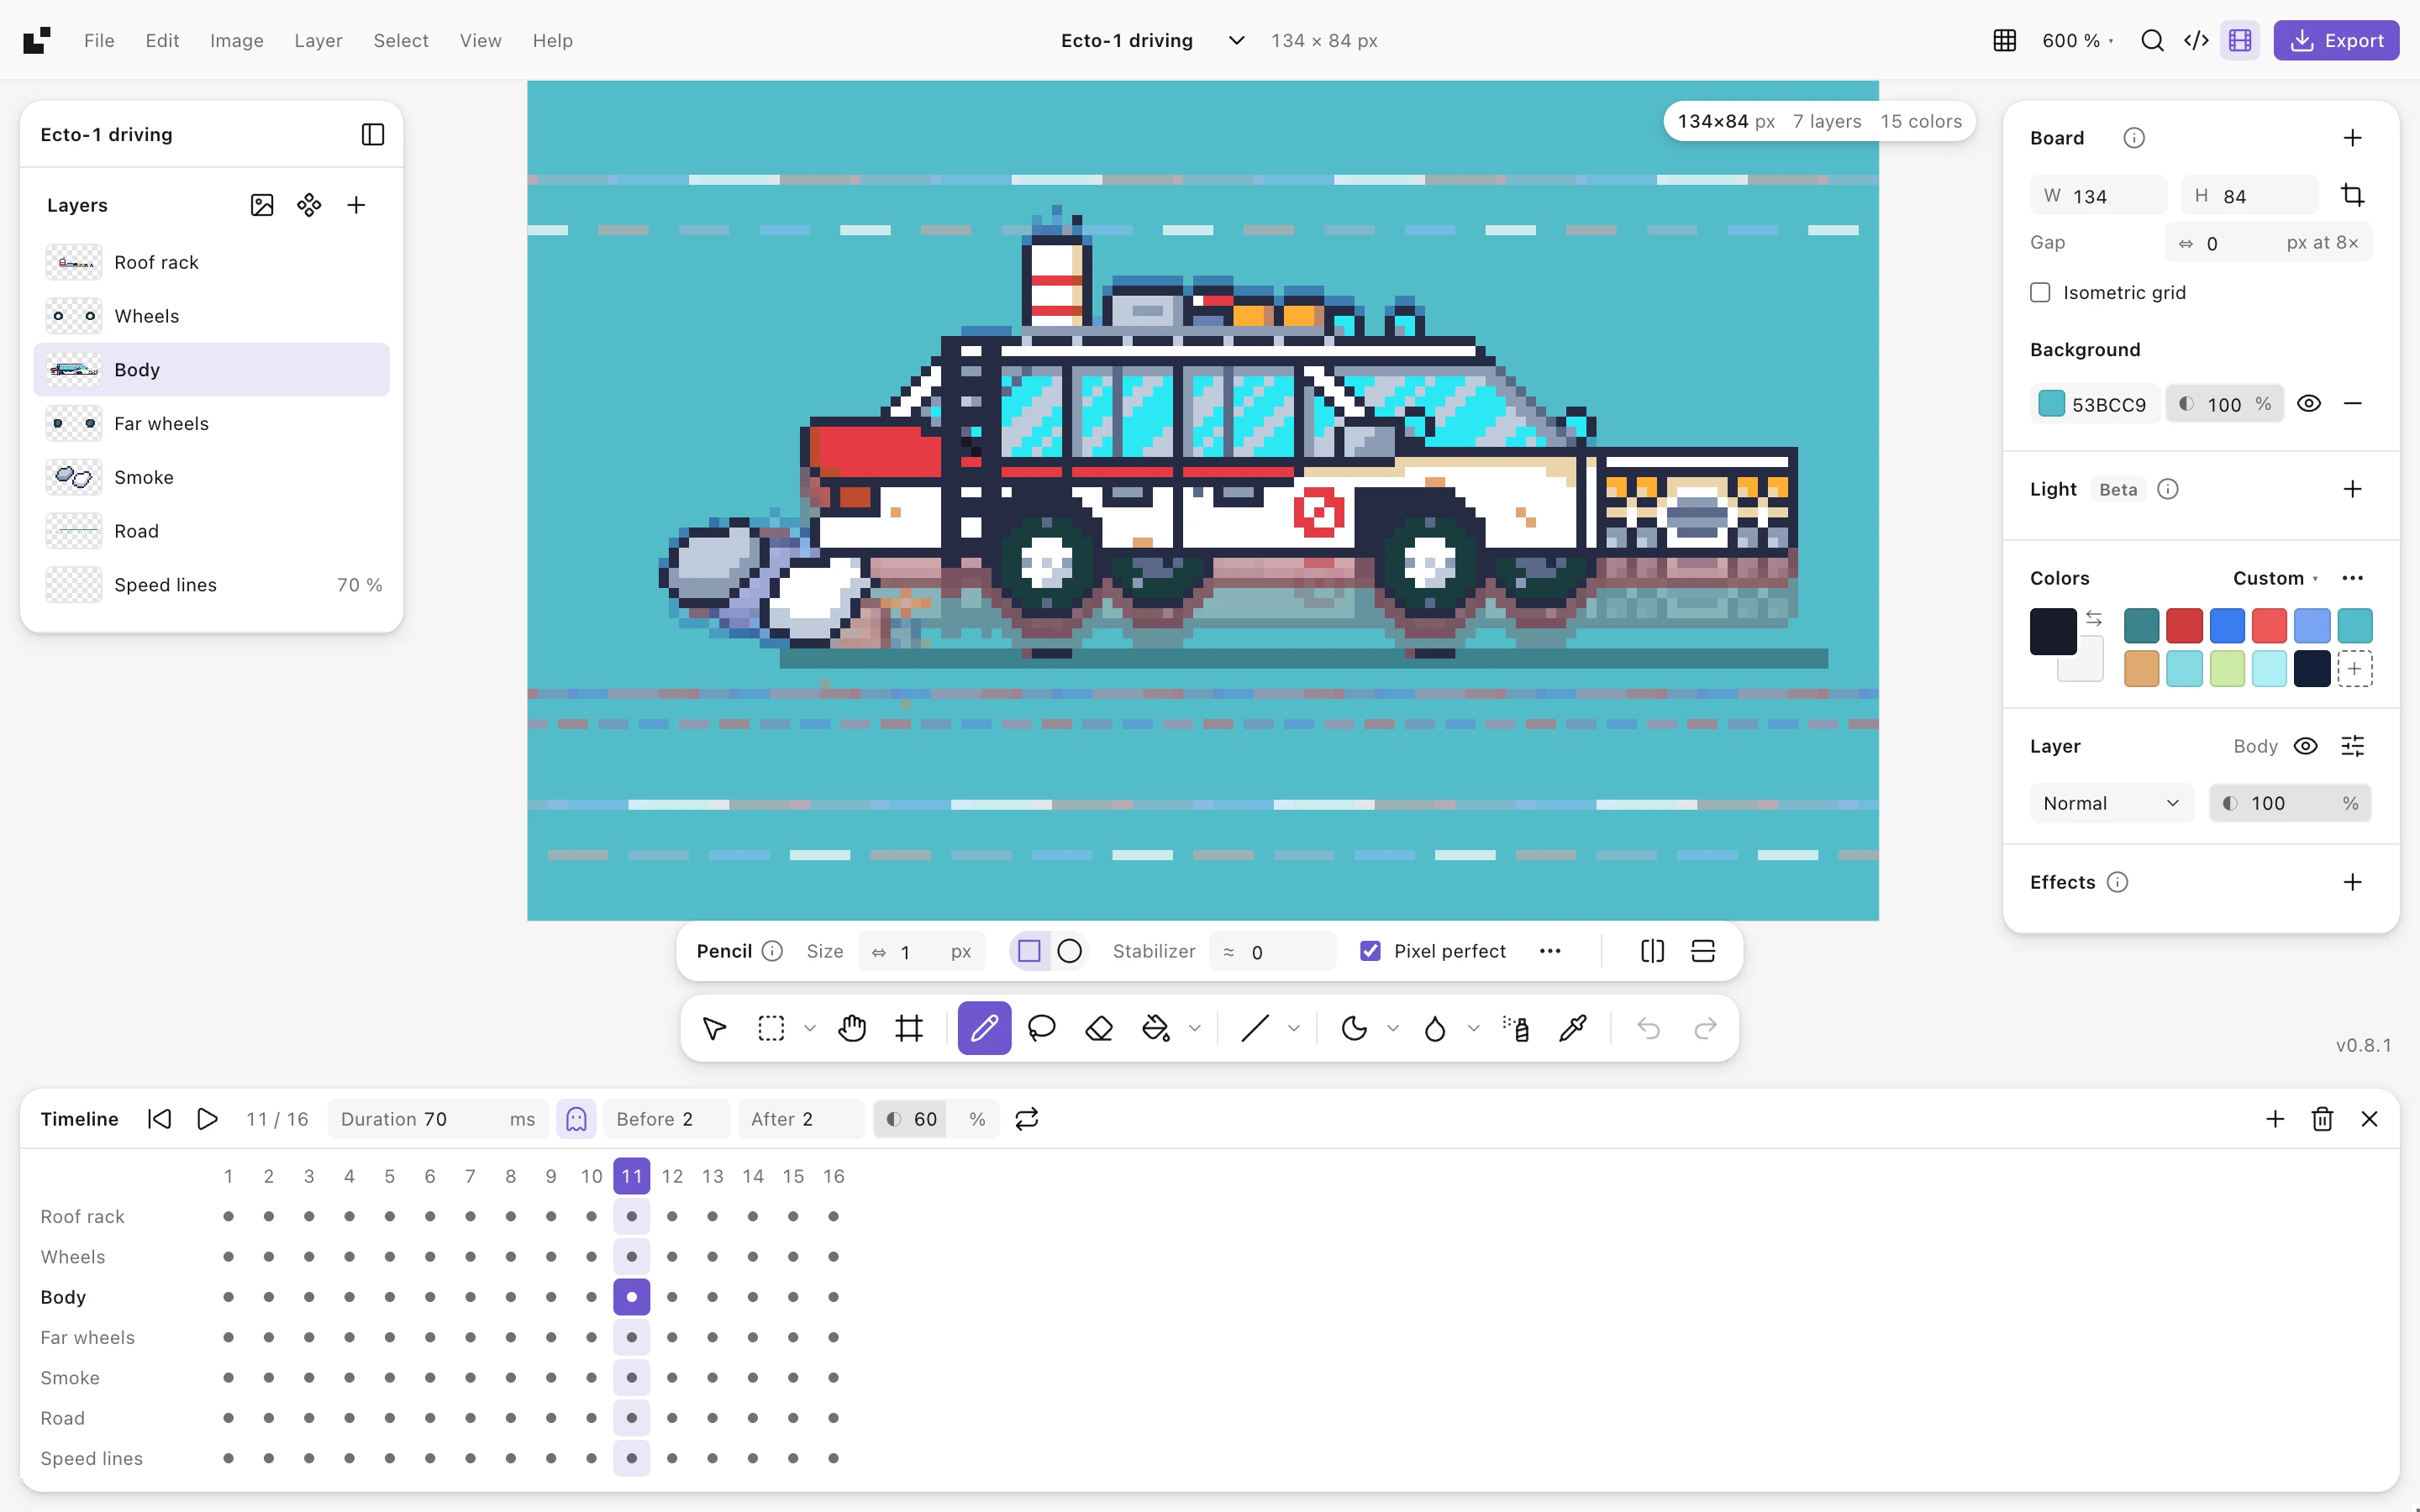 File Edit Image Layer Select View Help
Ecto-1 driving 134 × 84 px
600 % Export
Ecto-1 driving
Layers
Roof rack
Wheels
Body
Far wheels
Smoke
Road
Speed lines 70 %
134×84 px 7 layers 15 colors
Board
W 134 H 84
Gap 0 px at 8×
Isometric grid
Background
53BCC9 100 %
Light Beta
Colors Custom
Layer Body
Normal 100 %
Effects
Pencil Size 1 px Stabilizer ≈ 0 Pixel perfect
v0.8.1
Timeline 11 / 16 Duration 70 ms Before 2 After 2 60 %
1 2 3 4 5 6 7 8 9 10 11 12 13 14 15 16
Roof rack
Wheels
Body
Far wheels
Smoke
Road
Speed lines